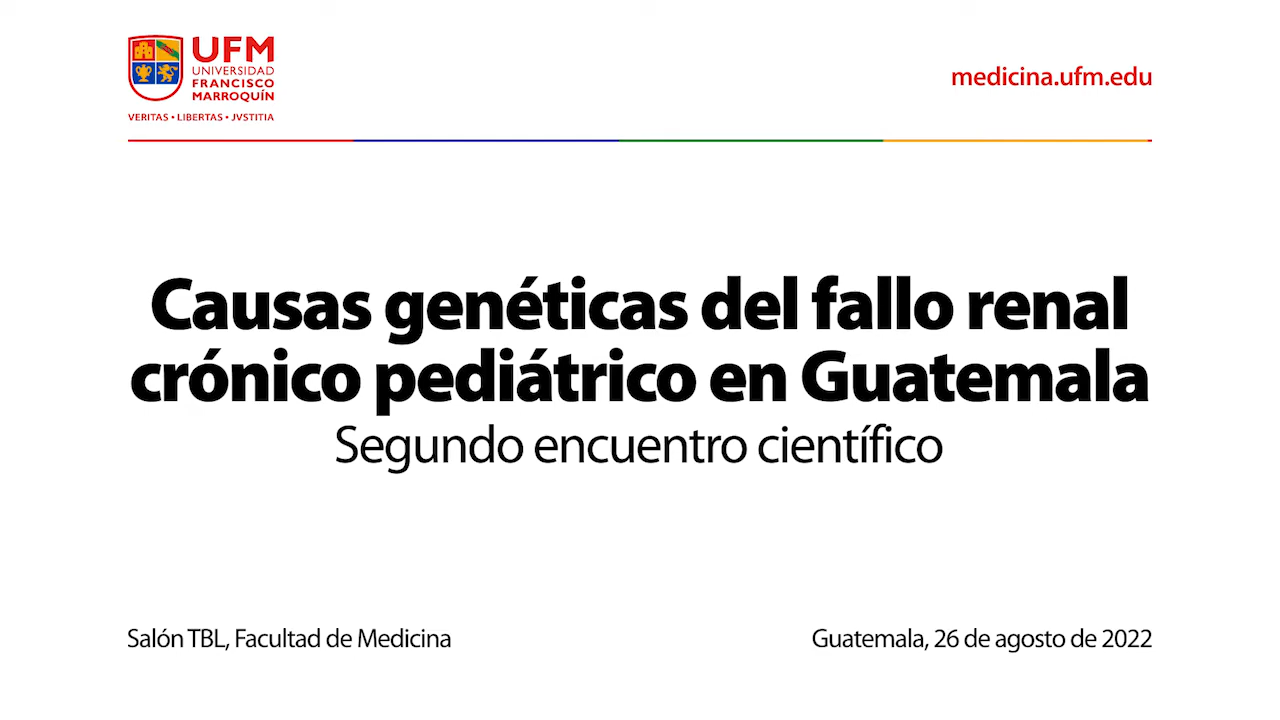 UFM
UNIVERSIDAD
FRANCISCO
MARROQUÍN
VERITAS • LIBERTAS • JVSTITIA
medicina.ufm.edu
Causas genéticas del fallo renal
crónico pediátrico en Guatemala
Segundo encuentro científico
Salón TBL, Facultad de Medicina
Guatemala, 26 de agosto de 2022